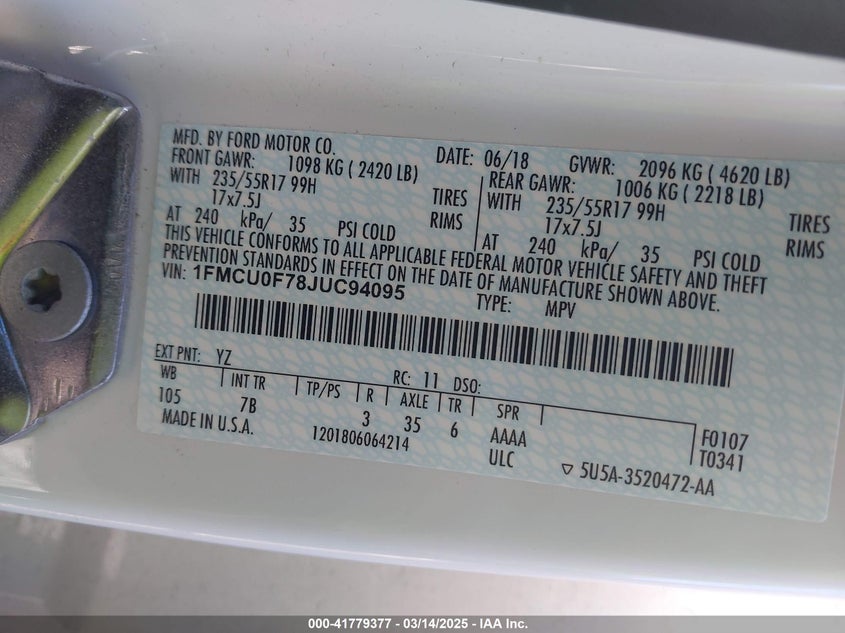 MFD. BY FORD MOTOR CO. DATE: 06/18 GVWR: 2096 KG ( 4620 LB)
FRONT GAWR: 1098 KG ( 2420 LB) REAR GAWR: 1006 KG ( 2218 LB)
WITH 235/55R17 99H TIRES WITH 235/55R17 99H TIRES
17x7.5J RIMS 17x7.5J RIMS
AT 240 kPa/ 35 PSI COLD AT 240 kPa/ 35 PSI COLD
THIS VEHICLE CONFORMS TO ALL APPLICABLE FEDERAL MOTOR VEHICLE SAFETY AND THEFT
PREVENTION STANDARDS IN EFFECT ON THE DATE OF MANUFACTURE SHOWN ABOVE.
VIN: 1FMCU0F78JUC94095 TYPE: MPV
EXT PNT: YZ RC: 11 DSO:
WB INT TR TP/PS R AXLE TR SPR
105 7B 3 35 6 AAAA F0107
MADE IN U.S.A. 1201806064214 ULC T0341
▽ 5U5A-3520472-AA
000-41779377 - 03/14/2025 - IAA Inc.